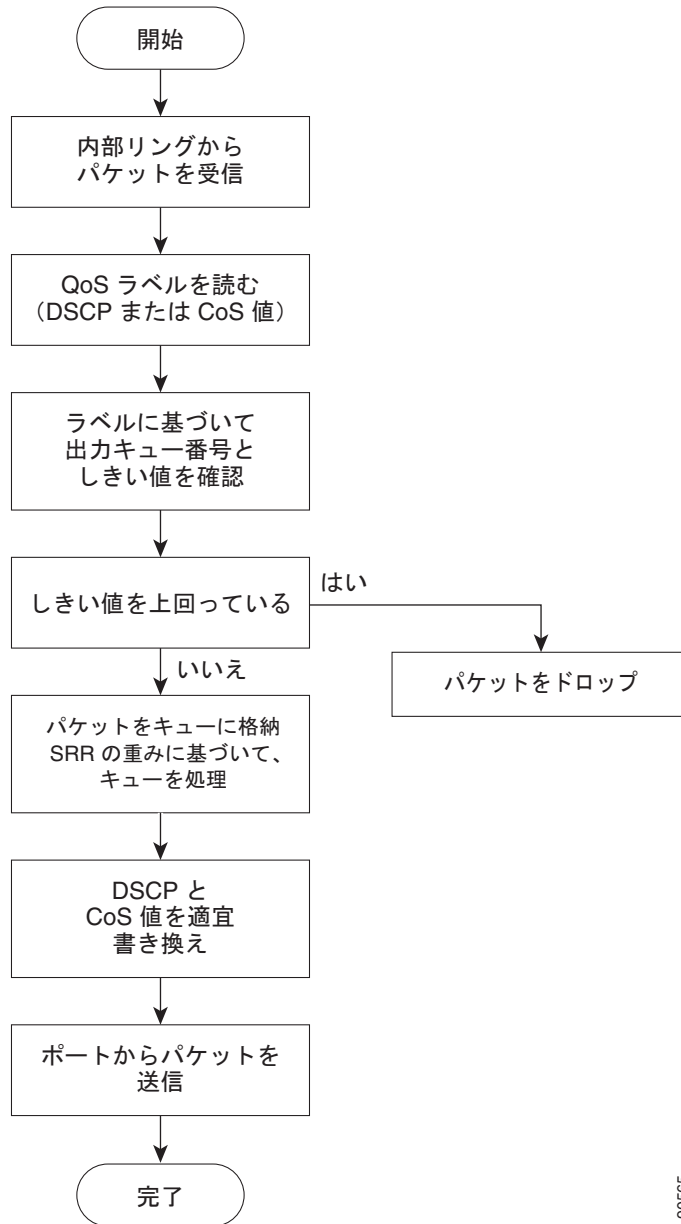 開始
内部リングから
パケットを受信
QoS ラベルを読む
（DSCP または CoS 値）
ラベルに基づいて
出力キュー番号と
しきい値を確認
しきい値を上回っている
はい
いいえ
パケットをドロップ
パケットをキューに格納
SRR の重みに基づいて、
キューを処理
DSCP と
CoS 値を適宜
書き換え
ポートからパケットを
送信
完了